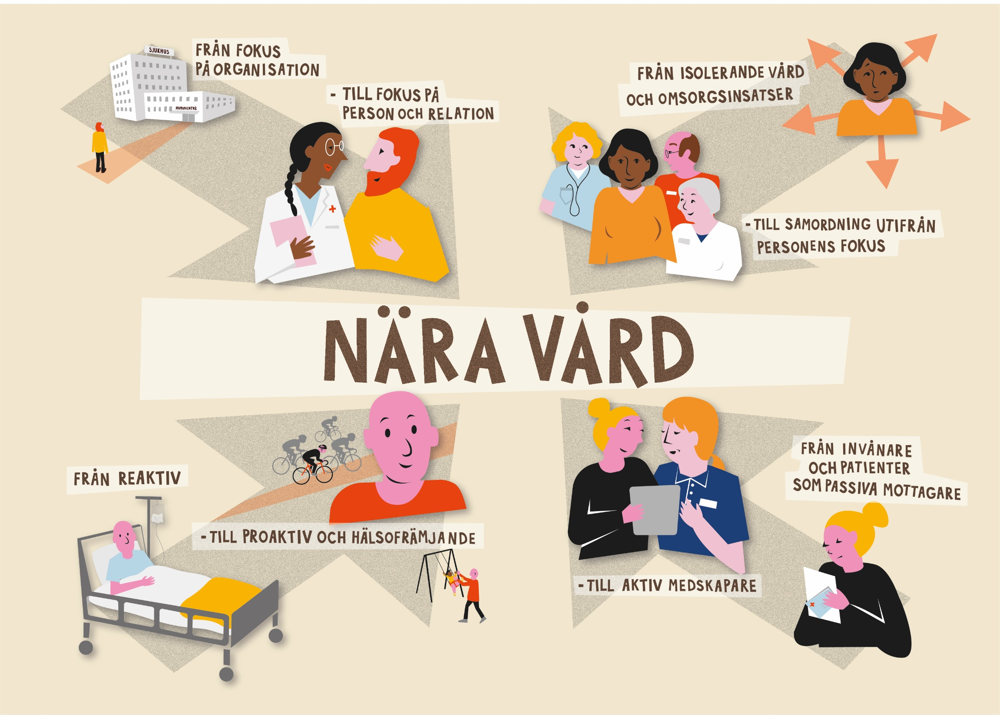 SJUKHUS
HUVUDENTRÉ
FRÅN FOKUS
PÅ ORGANISATION
- TILL FOKUS PÅ
PERSON OCH RELATION
FRÅN ISOLERANDE VÅRD
OCH OMSORGSINSATSER
- TILL SAMORDNING UTIFRÅN
PERSONENS FOKUS
NÄRA VÅRD
FRÅN REAKTIV
- TILL PROAKTIV OCH HÄLSOFRÄMJANDE
FRÅN INVÅNARE
OCH PATIENTER
SOM PASSIVA MOTTAGARE
- TILL AKTIV MEDSKAPARE